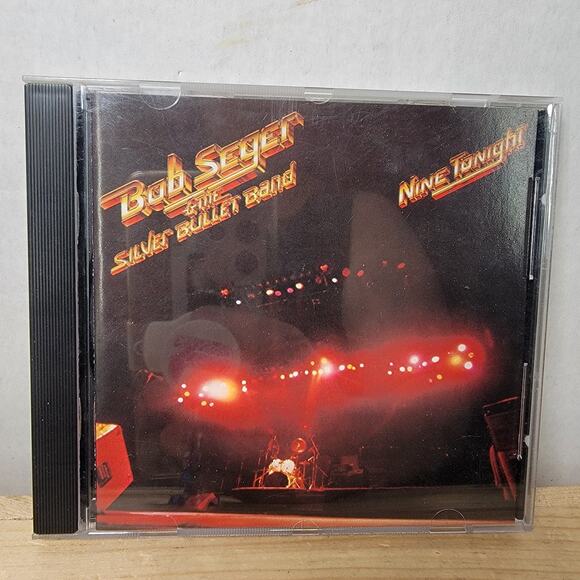 Bob Seger
& THE
SILVER BULLET BAND
NINE TONIGHT